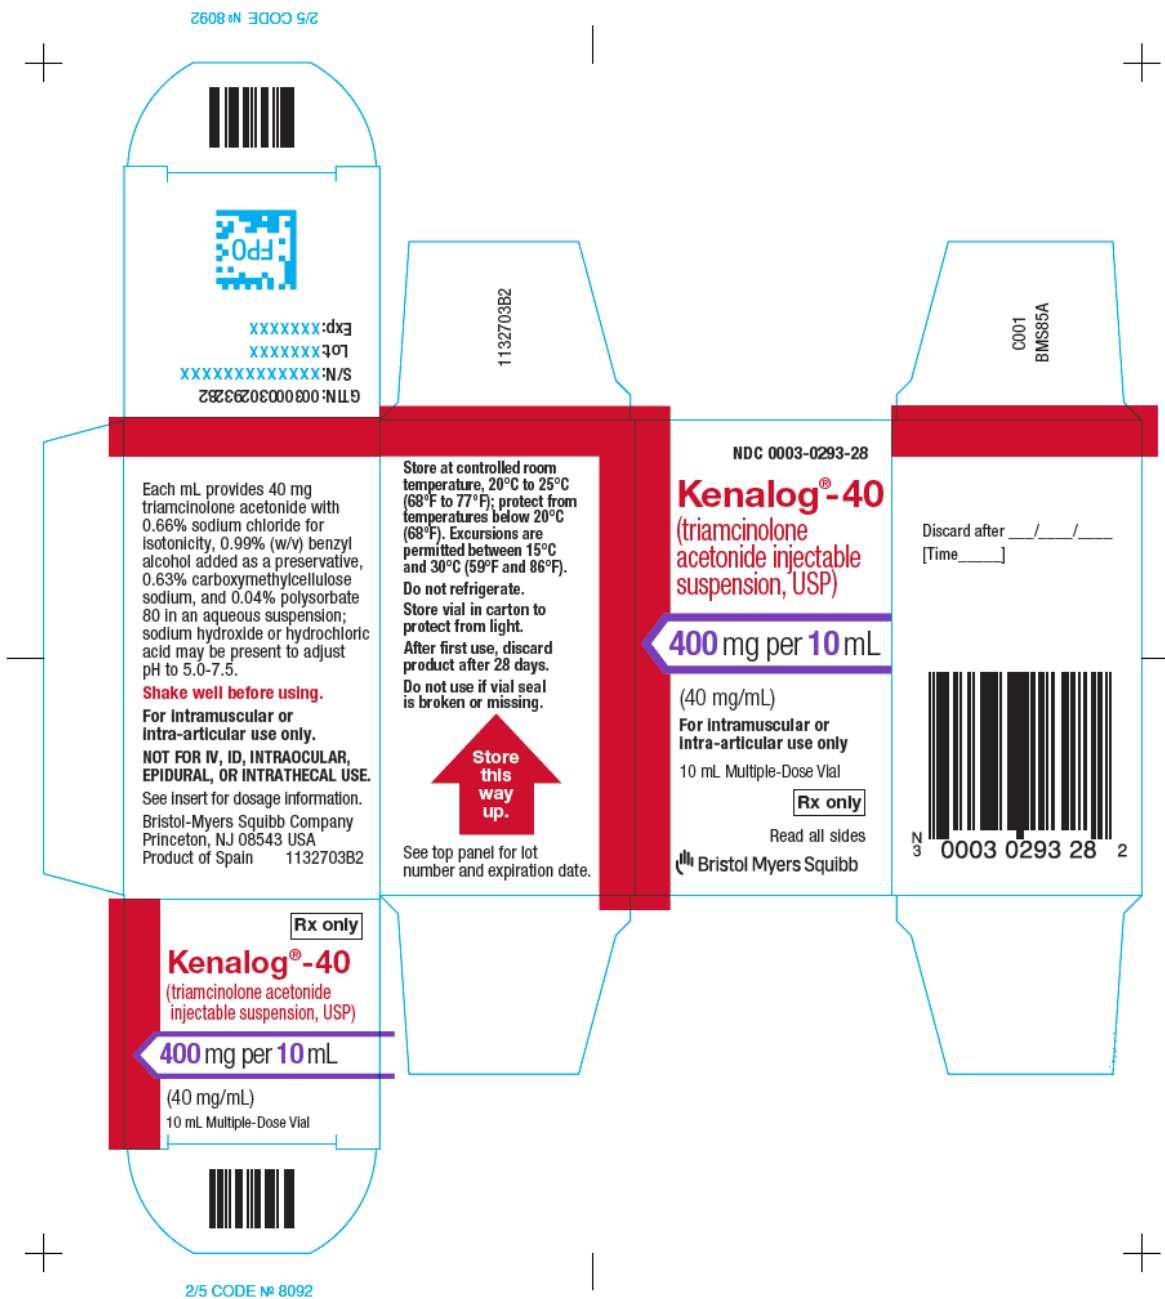 2/5 CODE № 8092
FPO
Exp:XXXXXXXX
Lot:XXXXXXXX
S/N:XXXXXXXXXXXXXXX
GTIN:00300030293282
1132703B2
C001
BMS85A
Each mL provides 40 mg
triamcinolone acetonide with
0.66% sodium chloride for
isotonicity, 0.99% (w/v) benzyl
alcohol added as a preservative,
0.63% carboxymethylcellulose
sodium, and 0.04% polysorbate
80 in an aqueous suspension;
sodium hydroxide or hydrochloric
acid may be present to adjust
pH to 5.0-7.5.
Shake well before using.
For intramuscular or
intra-articular use only.
NOT FOR IV, ID, INTRAOCULAR,
EPIDURAL, OR INTRATHECAL USE.
See insert for dosage information.
Bristol-Myers Squibb Company
Princeton, NJ 08543 USA
Product of Spain 1132703B2
Store at controlled room
temperature, 20°C to 25°C
(68°F to 77°F); protect from
temperatures below 20°C
(68°F). Excursions are
permitted between 15°C
and 30°C (59°F and 86°F).
Do not refrigerate.
Store vial in carton to
protect from light.
After first use, discard
product after 28 days.
Do not use if vial seal
is broken or missing.
Store
this
way
up.
See top panel for lot
number and expiration date.
NDC 0003-0293-28
Kenalog®-40
(triamcinolone
acetonide injectable
suspension, USP)
400 mg per 10 mL
(40 mg/mL)
For intramuscular or
intra-articular use only
10 mL Multiple-Dose Vial
Rx only
Read all sides
Bristol Myers Squibb
Discard after ___/____/____
[Time_____]
N
3 0003 0293 28 2
Rx only
Kenalog®-40
(triamcinolone acetonide
injectable suspension, USP)
400 mg per 10 mL
(40 mg/mL)
10 mL Multiple-Dose Vial
2/5 CODE № 8092